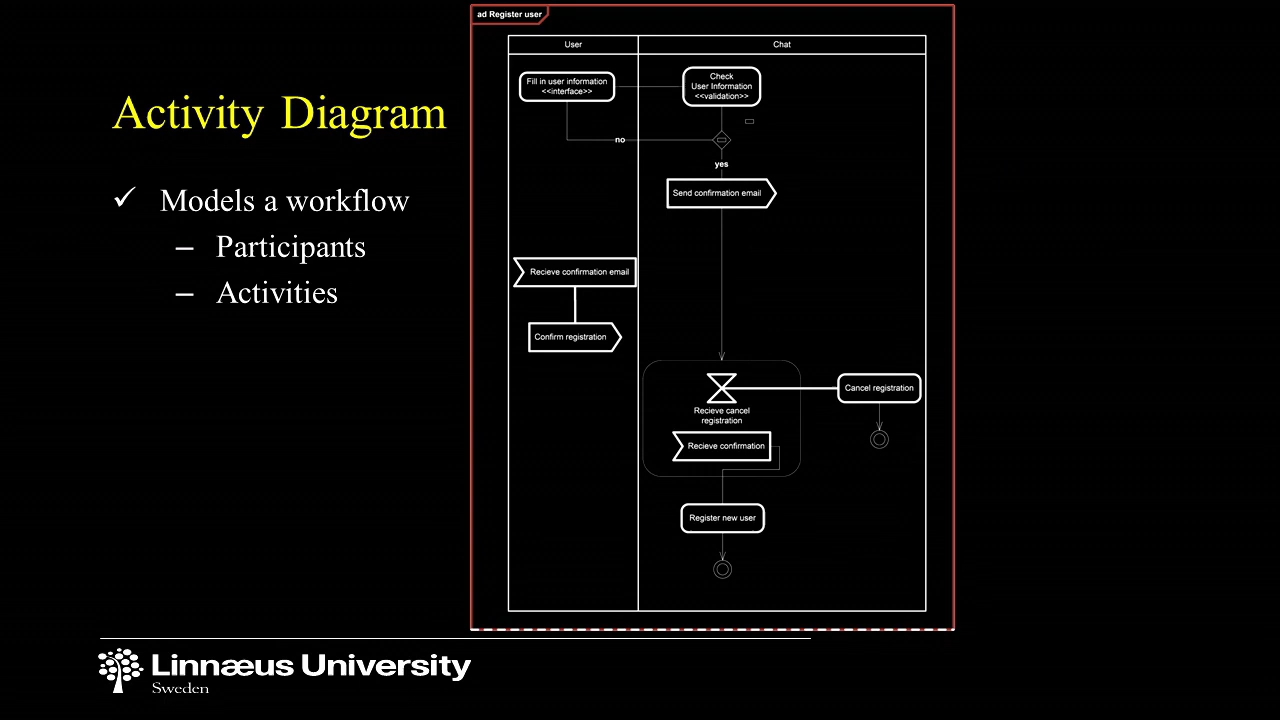 ad Register user
User
Chat
Fill in user information
<<interface>>
Check
User Information
<<validation>>
Activity Diagram
no
yes
Models a workflow
Send confirmation email
– Participants
Recieve confirmation email
– Activities
Confirm registration
Cancel registration
Recieve cancel
registration
Recieve confirmation
Register new user
Linnæus University
Sweden